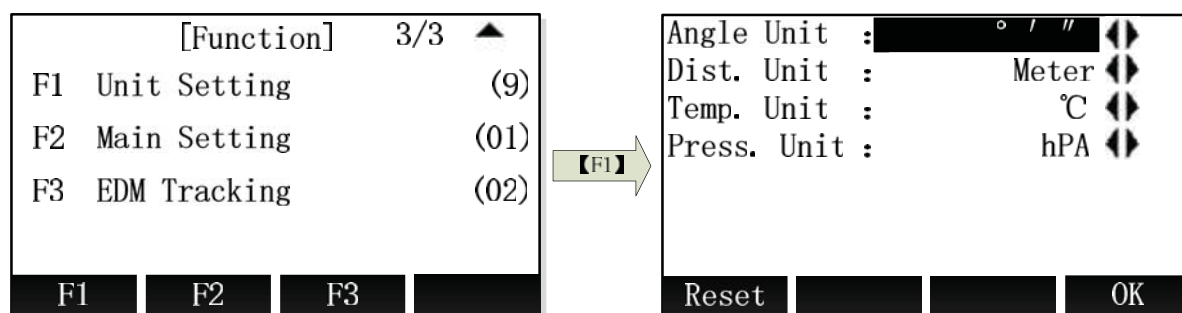 [Function] 3/3
F1 Unit Setting (9)
F2 Main Setting (01)
F3 EDM Tracking (02)
F1 F2 F3
【F1】
Angle Unit : ° ′ ″
Dist. Unit : Meter
Temp. Unit : ℃
Press. Unit : hPA
Reset OK